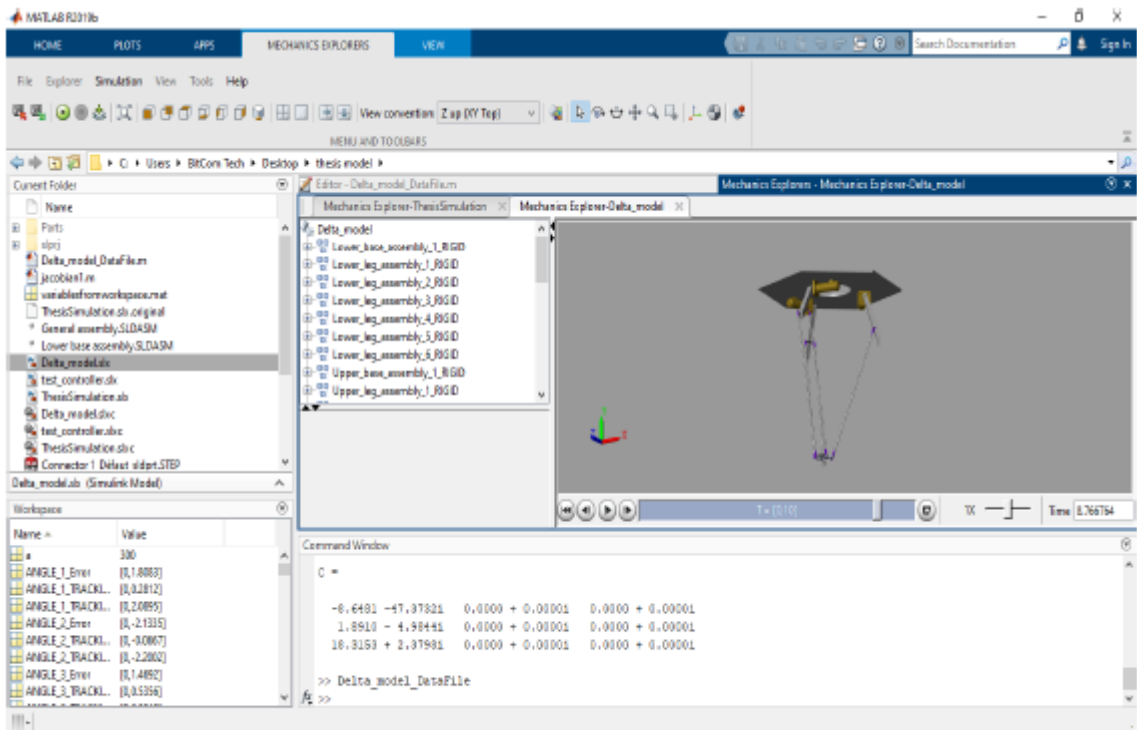 MATLAB R2019b
HOME PLOTS APPS MECHANICS EXPLORERS VIEW
Search Documentation
Sign In
File Explorer Simulation View Tools Help
View convention: Z up (XY Top)
MENU AND TOOLBARS
C: Users BitCom Tech Desktop thesis model
Current Folder
Name
Parts
slprj
Delta_model_DataFile.m
jacobian1.m
variablesfromworkspace.mat
ThesisSimulation.slx.original
General assembly.SLDASM
Lower base assembly.SLDASM
Delta_model.slx
test_controller.slx
ThesisSimulation.slx
Delta_model.slxc
test_controller.slxc
ThesisSimulation.slxc
Connector 1 Défaut sldprt.STEP
Delta_model.slx (Simulink Model)
Workspace
Name Value
a 300
ANGLE_1_Error [0,1.8083]
ANGLE_1_TRACKI... [0,0.2812]
ANGLE_1_TRACKI... [0,2.0895]
ANGLE_2_Error [0,-2.1335]
ANGLE_2_TRACKI... [0,-0.0667]
ANGLE_2_TRACKI... [0,-2.2002]
ANGLE_3_Error [0,1.4692]
ANGLE_3_TRACKI... [0,0.5356]
Editor - Delta_model_DataFile.m
Mechanics Explorers - Mechanics Explorer-Delta_model
Mechanics Explorer-ThesisSimulation
Mechanics Explorer-Delta_model
Delta_model
Lower_base_assembly_1_RIGID
Lower_leg_assembly_1_RIGID
Lower_leg_assembly_2_RIGID
Lower_leg_assembly_3_RIGID
Lower_leg_assembly_4_RIGID
Lower_leg_assembly_5_RIGID
Lower_leg_assembly_6_RIGID
Upper_base_assembly_1_RIGID
Upper_leg_assembly_1_RIGID
T = [0,10]
1X
Time 8.766764
Command Window
C =
-8.6481 -47.3732i 0.0000 + 0.0000i 0.0000 + 0.0000i
1.8910 - 4.9844i 0.0000 + 0.0000i 0.0000 + 0.0000i
18.3153 + 2.3798i 0.0000 + 0.0000i 0.0000 + 0.0000i
>> Delta_model_DataFile
fx >>